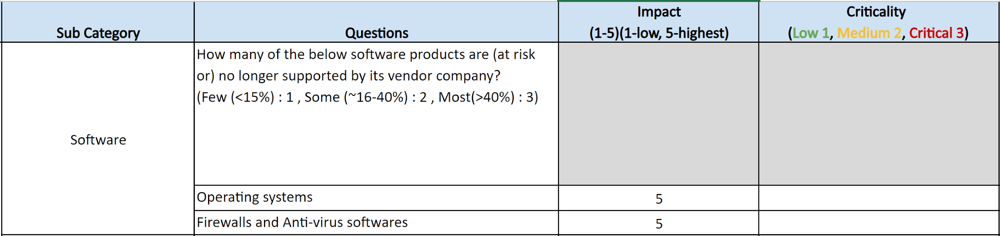 Sub Category
Questions
Impact
(1-5)(1-low, 5-highest)
Criticality
(Low 1, Medium 2, Critical 3)
Software
How many of the below software products are (at risk
or) no longer supported by its vendor company?
(Few (<15%) : 1 , Some (~16-40%) : 2 , Most(>40%) : 3)
Operating systems
5
Firewalls and Anti-virus softwares
5